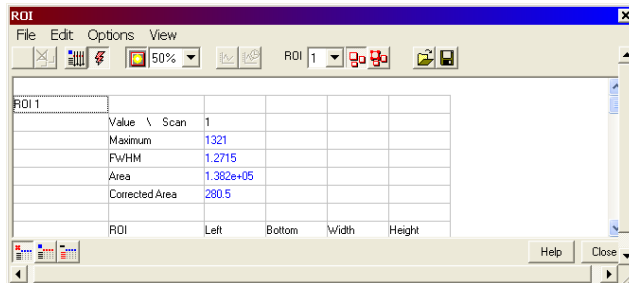 ROI
File Edit Options View
50% ROI 1
ROI 1
Value \ Scan 1
Maximum 1321
FWHM 1.2715
Area 1.382e+05
Corrected Area 280.5
ROI Left Bottom Width Height
Help Close